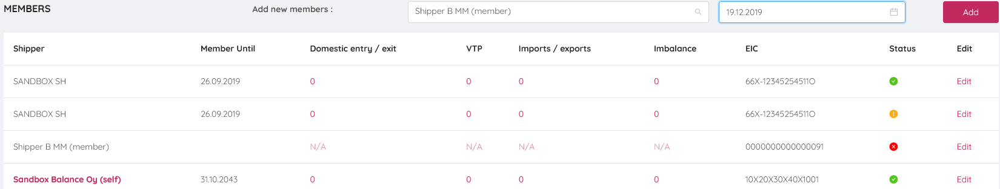 MEMBERS Add new members : Shipper B MM (member) 19.12.2019 Add
Shipper Member Until Domestic entry / exit VTP Imports / exports Imbalance EIC Status Edit
SANDBOX SH 26.09.2019 0 0 0 0 66X-12345254511O Edit
SANDBOX SH 26.09.2019 0 0 0 0 66X-12345254511O Edit
Shipper B MM (member) N/A N/A N/A N/A 0000000000000091 Edit
Sandbox Balance Oy (self) 31.10.2043 0 0 0 0 10X20X30X40X1001 Edit